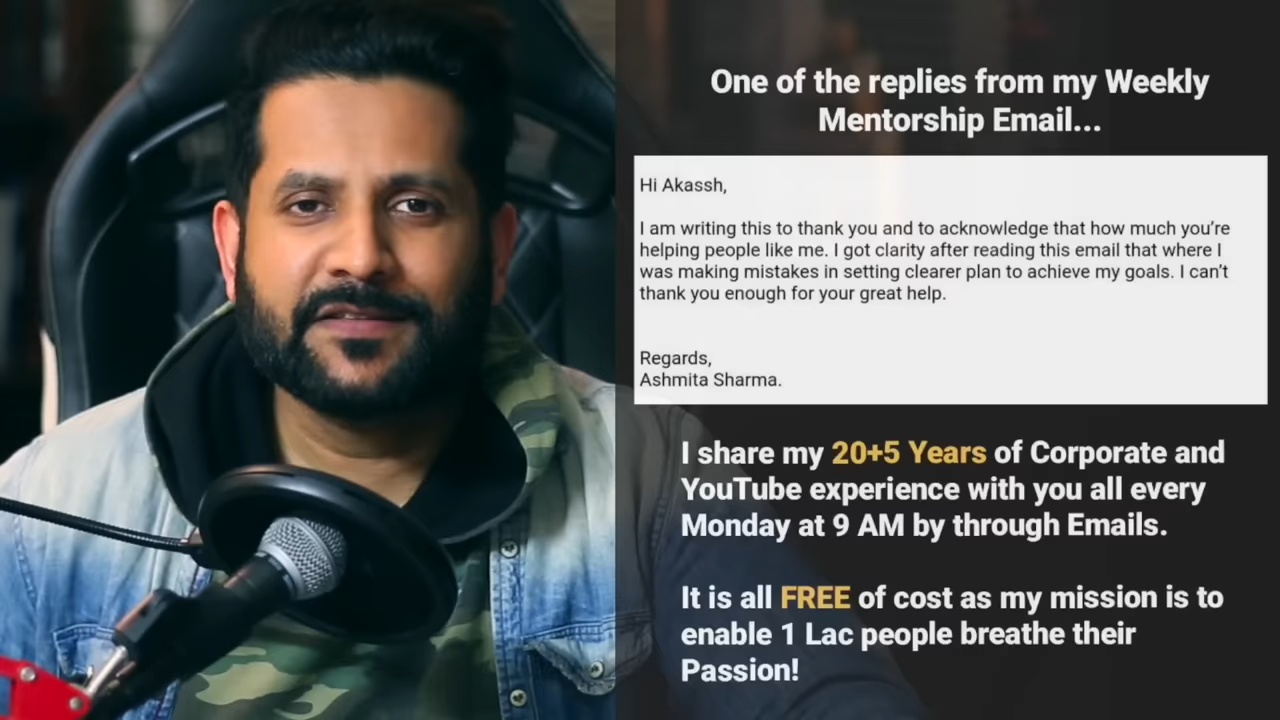 One of the replies from my Weekly
Mentorship Email...
Hi Akassh,
I am writing this to thank you and to acknowledge that how much you're
helping people like me. I got clarity after reading this email that where I
was making mistakes in setting clearer plan to achieve my goals. I can't
thank you enough for your great help.
Regards,
Ashmita Sharma.
I share my 20+5 Years of Corporate and
YouTube experience with you all every
Monday at 9 AM by through Emails.
It is all FREE of cost as my mission is to
enable 1 Lac people breathe their
Passion!